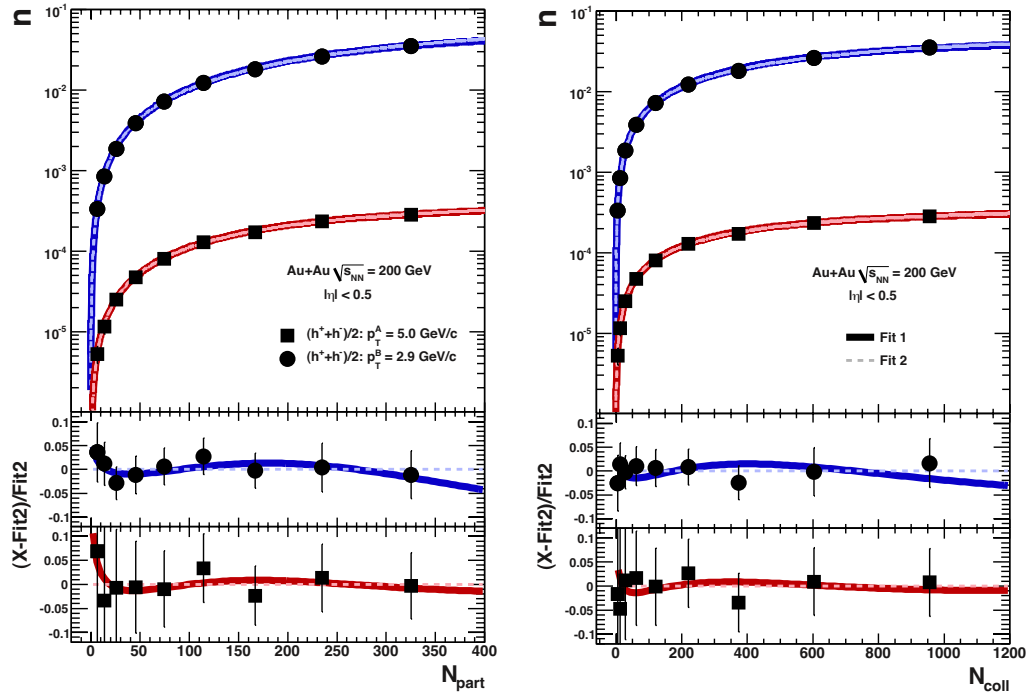 n
10⁻¹
10⁻²
10⁻³
10⁻⁴
10⁻⁵
Au+Au √s_NN = 200 GeV
|η| < 0.5
(h⁺+h⁻)/2: p_T^A = 5.0 GeV/c
(h⁺+h⁻)/2: p_T^B = 2.9 GeV/c
(X-Fit2)/Fit2
0.1
0.05
0
-0.05
-0.1
0.1
0.05
0
-0.05
-0.1
0 50 100 150 200 250 300 350 400
N_part
n
10⁻¹
10⁻²
10⁻³
10⁻⁴
10⁻⁵
Au+Au √s_NN = 200 GeV
|η| < 0.5
Fit 1
Fit 2
(X-Fit2)/Fit2
0.1
0.05
0
-0.05
-0.1
0.1
0.05
0
-0.05
-0.1
0 200 400 600 800 1000 1200
N_coll